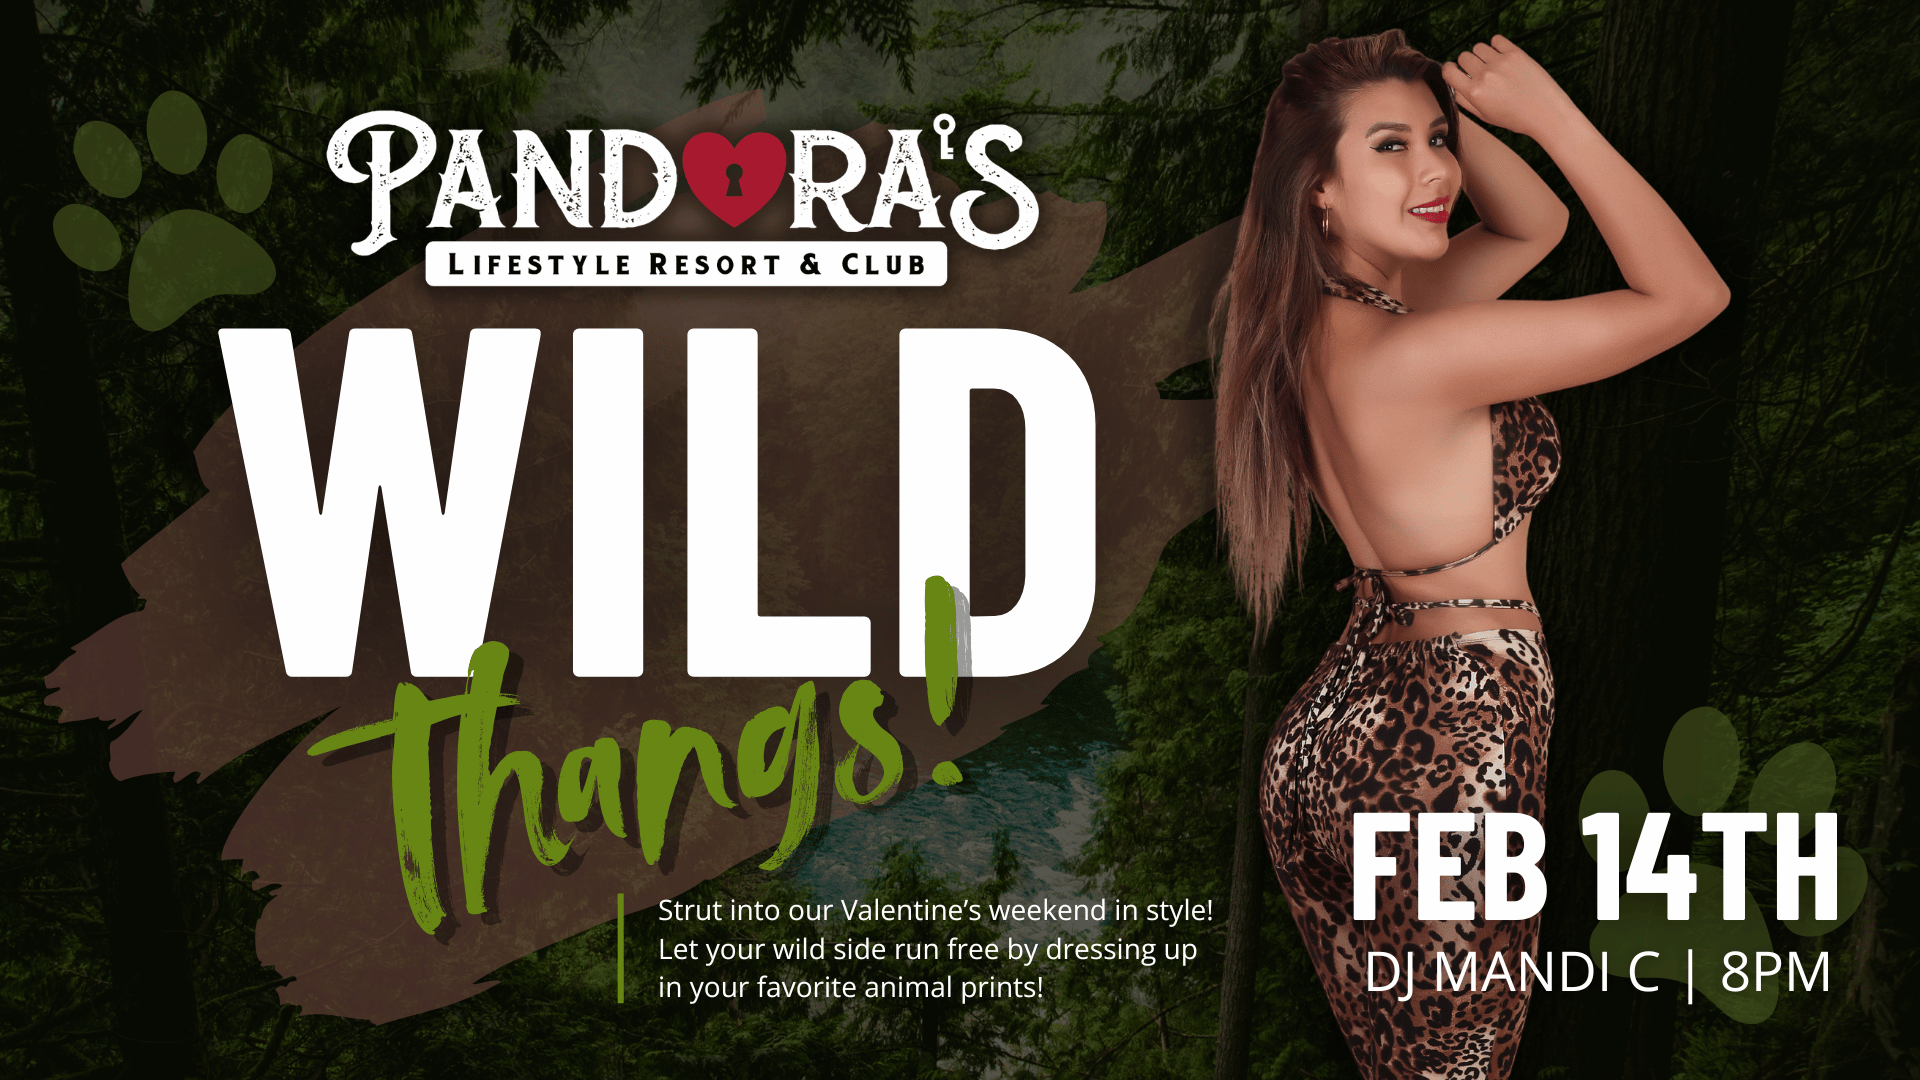 PANDORA'S
LIFESTYLE RESORT & CLUB
WILD
thangs!
Strut into our Valentine’s weekend in style!
Let your wild side run free by dressing up
in your favorite animal prints!
FEB 14TH
DJ MANDI C | 8PM